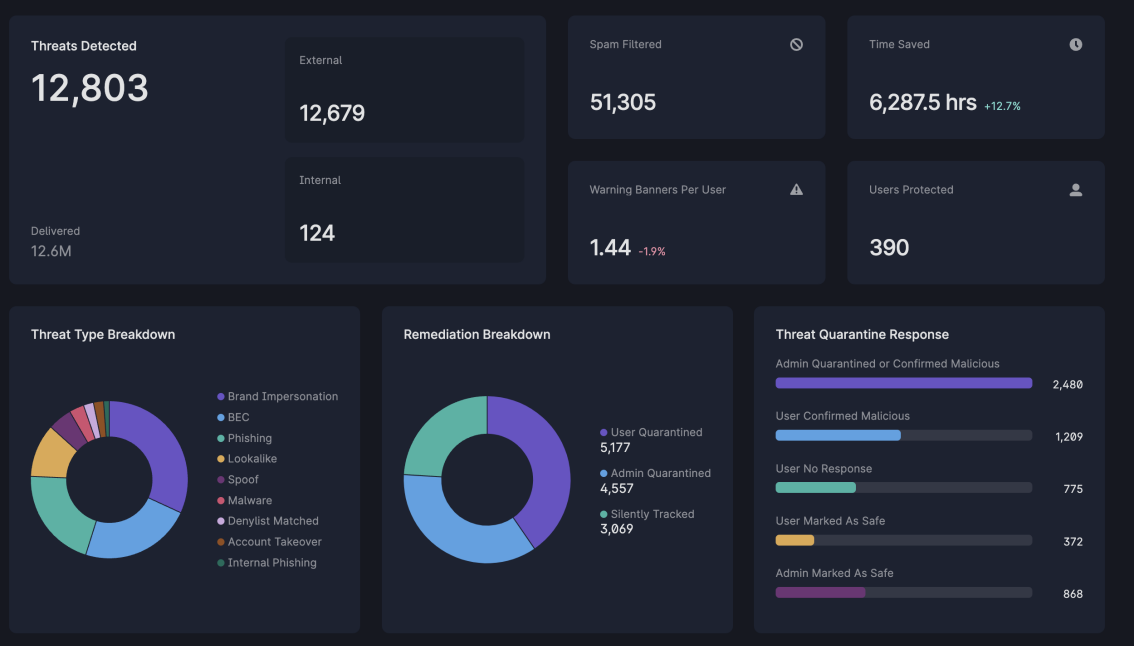 Threats Detected
12,803
External
12,679
Internal
124
Delivered
12.6M
Spam Filtered
51,305
Time Saved
6,287.5 hrs +12.7%
Warning Banners Per User
1.44 -1.9%
Users Protected
390
Threat Type Breakdown
Brand Impersonation
BEC
Phishing
Lookalike
Spoof
Malware
Denylist Matched
Account Takeover
Internal Phishing
Remediation Breakdown
User Quarantined
5,177
Admin Quarantined
4,557
Silently Tracked
3,069
Threat Quarantine Response
Admin Quarantined or Confirmed Malicious
2,480
User Confirmed Malicious
1,209
User No Response
775
User Marked As Safe
372
Admin Marked As Safe
868